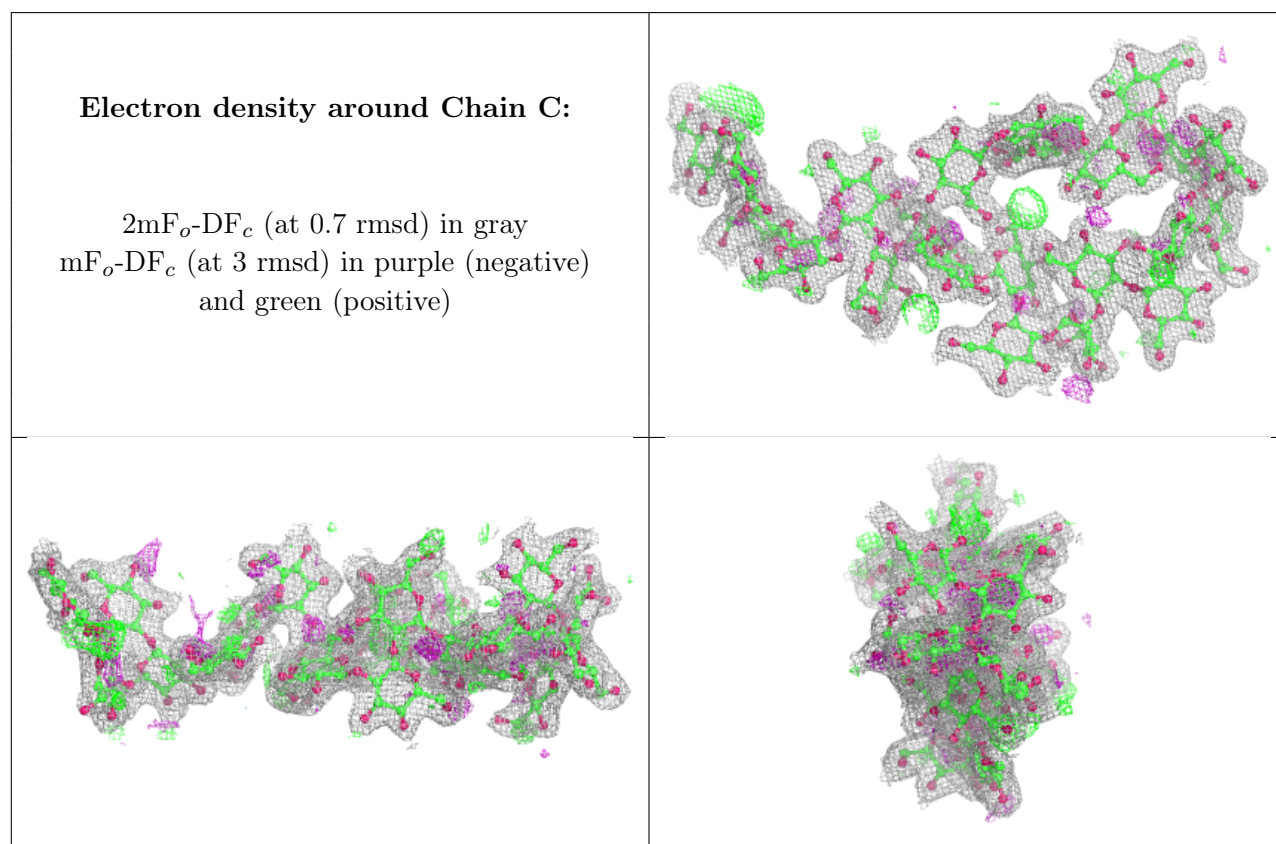 Electron density around Chain C:
2mFo-DFc (at 0.7 rmsd) in gray
mFo-DFc (at 3 rmsd) in purple (negative)
and green (positive)